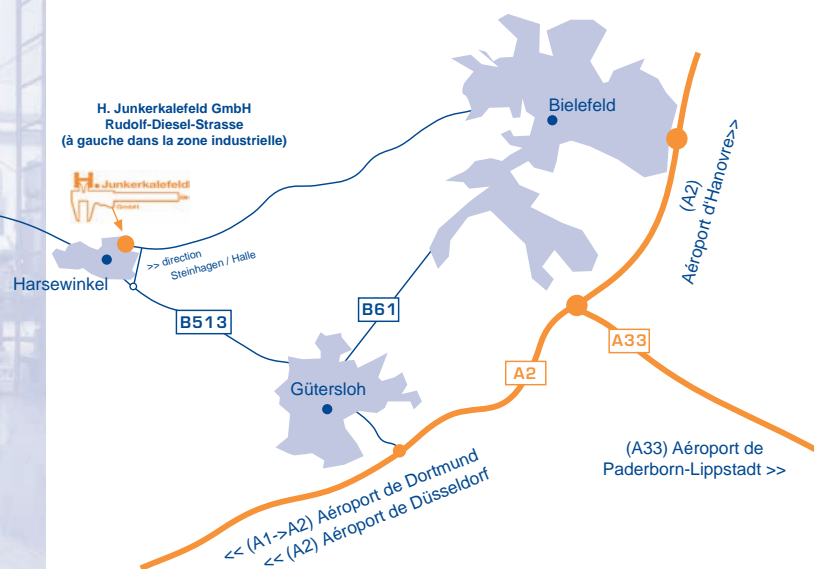 H. Junkerkalefeld GmbH
Rudolf-Diesel-Strasse
(à gauche dans la zone industrielle)
H. Junkerkalefeld
GmbH
Bielefeld
(A2)
Aéroport d'Hanovre>>
>> direction
Steinhagen / Halle
Harsewinkel
B513
B61
A33
A2
Gütersloh
(A33) Aéroport de
Paderborn-Lippstadt >>
<< (A1->A2) Aéroport de Dortmund
<< (A2) Aéroport de Düsseldorf